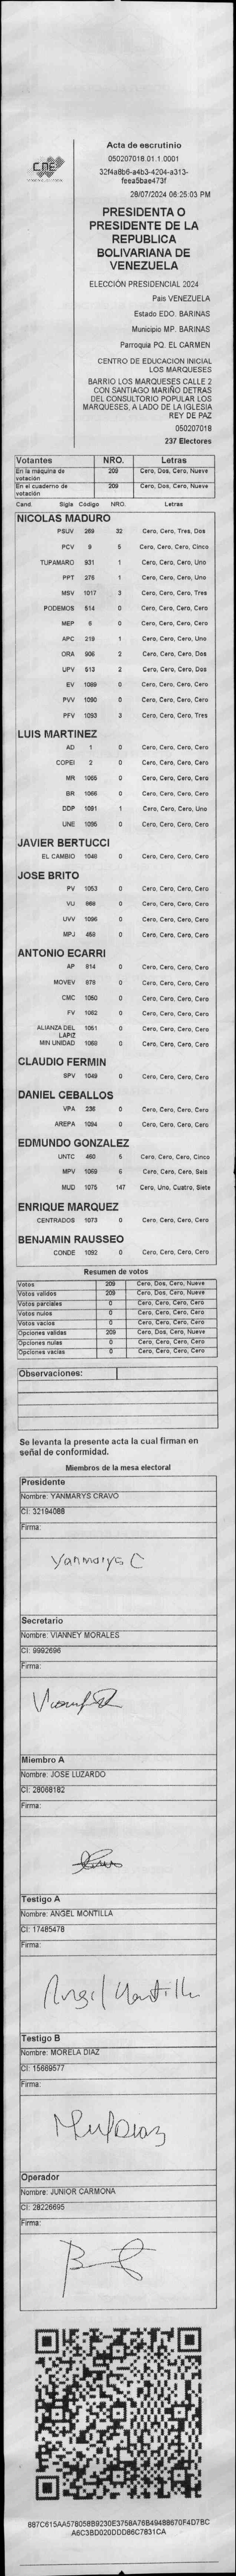 CNE
Acta de escrutinio
050207018.01.1.0001
32f4a8b6-a4b3-4204-a313-
feea5bae473f
28/07/2024 06:25:03 PM
PRESIDENTA O
PRESIDENTE DE LA
REPUBLICA
BOLIVARIANA DE
VENEZUELA
ELECCIÓN PRESIDENCIAL 2024
País VENEZUELA
Estado EDO. BARINAS
Municipio MP. BARINAS
Parroquia PQ. EL CARMEN
CENTRO DE EDUCACION INICIAL
LOS MARQUESES
BARRIO LOS MARQUESES CALLE 2
CON SANTIAGO MARIÑO DETRAS
DEL CONSULTORIO POPULAR LOS
MARQUESES, A LADO DE LA IGLESIA
REY DE PAZ
050207018
237 Electores
Votantes NRO. Letras
En la máquina de votación 209 Cero, Dos, Cero, Nueve
En el cuaderno de votación 209 Cero, Dos, Cero, Nueve
Cand. Sigla Código NRO. Letras
NICOLAS MADURO
PSUV 269 32 Cero, Cero, Tres, Dos
PCV 9 5 Cero, Cero, Cero, Cinco
TUPAMARO 931 1 Cero, Cero, Cero, Uno
PPT 276 1 Cero, Cero, Cero, Uno
MSV 1017 3 Cero, Cero, Cero, Tres
PODEMOS 514 0 Cero, Cero, Cero, Cero
MEP 6 0 Cero, Cero, Cero, Cero
APC 219 1 Cero, Cero, Cero, Uno
ORA 906 2 Cero, Cero, Cero, Dos
UPV 613 2 Cero, Cero, Cero, Dos
EV 1089 0 Cero, Cero, Cero, Cero
PVV 1090 0 Cero, Cero, Cero, Cero
PFV 1093 3 Cero, Cero, Cero, Tres
LUIS MARTINEZ
AD 1 0 Cero, Cero, Cero, Cero
COPEI 2 0 Cero, Cero, Cero, Cero
MR 1065 0 Cero, Cero, Cero, Cero
BR 1066 0 Cero, Cero, Cero, Cero
DDP 1091 1 Cero, Cero, Cero, Uno
UNE 1095 0 Cero, Cero, Cero, Cero
JAVIER BERTUCCI
EL CAMBIO 1048 0 Cero, Cero, Cero, Cero
JOSE BRITO
PV 1053 0 Cero, Cero, Cero, Cero
VU 868 0 Cero, Cero, Cero, Cero
UVV 1096 0 Cero, Cero, Cero, Cero
MPJ 458 0 Cero, Cero, Cero, Cero
ANTONIO ECARRI
AP 814 0 Cero, Cero, Cero, Cero
MOVEV 878 0 Cero, Cero, Cero, Cero
CMC 1050 0 Cero, Cero, Cero, Cero
FV 1062 0 Cero, Cero, Cero, Cero
ALIANZA DEL LAPIZ 1051 0 Cero, Cero, Cero, Cero
MIN UNIDAD 1068 0 Cero, Cero, Cero, Cero
CLAUDIO FERMIN
SPV 1049 0 Cero, Cero, Cero, Cero
DANIEL CEBALLOS
VPA 236 0 Cero, Cero, Cero, Cero
AREPA 1094 0 Cero, Cero, Cero, Cero
EDMUNDO GONZALEZ
UNTC 460 5 Cero, Cero, Cero, Cinco
MPV 1069 6 Cero, Cero, Cero, Seis
MUD 1075 147 Cero, Uno, Cuatro, Siete
ENRIQUE MARQUEZ
CENTRADOS 1073 0 Cero, Cero, Cero, Cero
BENJAMIN RAUSSEO
CONDE 1092 0 Cero, Cero, Cero, Cero
Resumen de votos
Votos 209 Cero, Dos, Cero, Nueve
Votos validos 209 Cero, Dos, Cero, Nueve
Votos parciales 0 Cero, Cero, Cero, Cero
Votos nulos 0 Cero, Cero, Cero, Cero
Votos vacios 0 Cero, Cero, Cero, Cero
Opciones validas 209 Cero, Dos, Cero, Nueve
Opciones nulas 0 Cero, Cero, Cero, Cero
Opciones vacias 0 Cero, Cero, Cero, Cero
Observaciones:
Se levanta la presente acta la cual firman en
señal de conformidad.
Miembros de la mesa electoral
Presidente
Nombre: YANMARYS CRAVO
CI: 32194088
Firma:
Yanmarys C
Secretario
Nombre: VIANNEY MORALES
CI: 9992696
Firma:
Miembro A
Nombre: JOSE LUZARDO
CI: 28068182
Firma:
Testigo A
Nombre: ANGEL MONTILLA
CI: 17485478
Firma:
Angel Montilla
Testigo B
Nombre: MORELA DIAZ
CI: 15669577
Firma:
Operador
Nombre: JUNIOR CARMONA
CI: 28226695
Firma:
887C615AA578058B9230E3758A76B49488670F4D7BC
A6C3BD020DDD86C7831CA